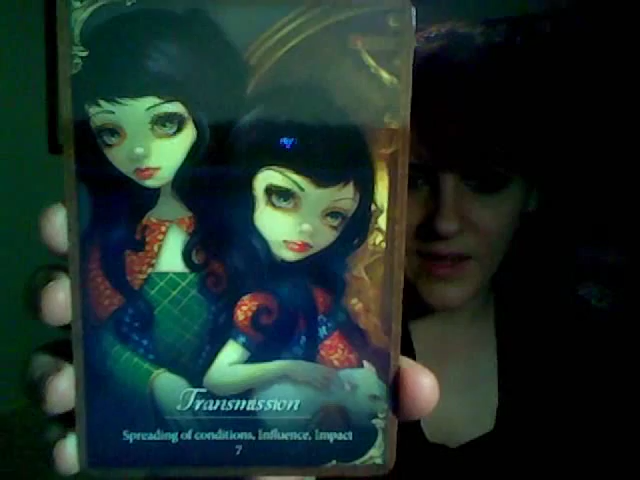 Transmission
Spreading of conditions, Influence, Impact
7